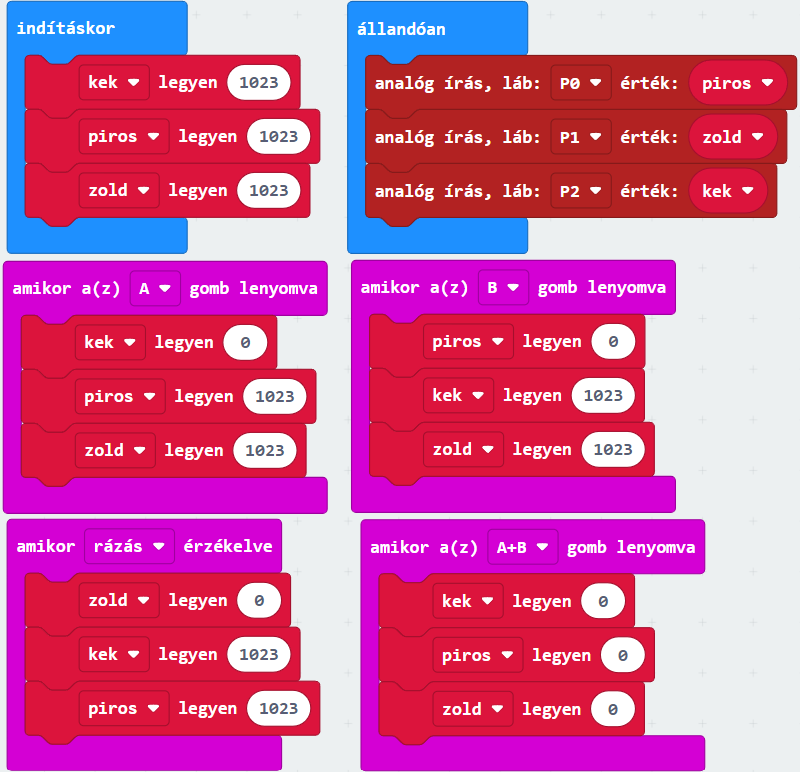 indításkor
kek legyen 1023
piros legyen 1023
zold legyen 1023
állandóan
analóg írás, láb: P0 érték: piros
analóg írás, láb: P1 érték: zold
analóg írás, láb: P2 érték: kek
amikor a(z) A gomb lenyomva
kek legyen 0
piros legyen 1023
zold legyen 1023
amikor a(z) B gomb lenyomva
piros legyen 0
kek legyen 1023
zold legyen 1023
amikor rázás érzékelve
zold legyen 0
kek legyen 1023
piros legyen 1023
amikor a(z) A+B gomb lenyomva
kek legyen 0
piros legyen 0
zold legyen 0